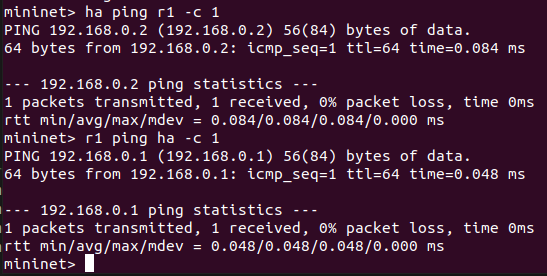 mininet> ha ping r1 -c 1
PING 192.168.0.2 (192.168.0.2) 56(84) bytes of data.
64 bytes from 192.168.0.2: icmp_seq=1 ttl=64 time=0.084 ms

--- 192.168.0.2 ping statistics ---
1 packets transmitted, 1 received, 0% packet loss, time 0ms
rtt min/avg/max/mdev = 0.084/0.084/0.084/0.000 ms
mininet> r1 ping ha -c 1
PING 192.168.0.1 (192.168.0.1) 56(84) bytes of data.
64 bytes from 192.168.0.1: icmp_seq=1 ttl=64 time=0.048 ms

--- 192.168.0.1 ping statistics ---
1 packets transmitted, 1 received, 0% packet loss, time 0ms
rtt min/avg/max/mdev = 0.048/0.048/0.048/0.000 ms
mininet>